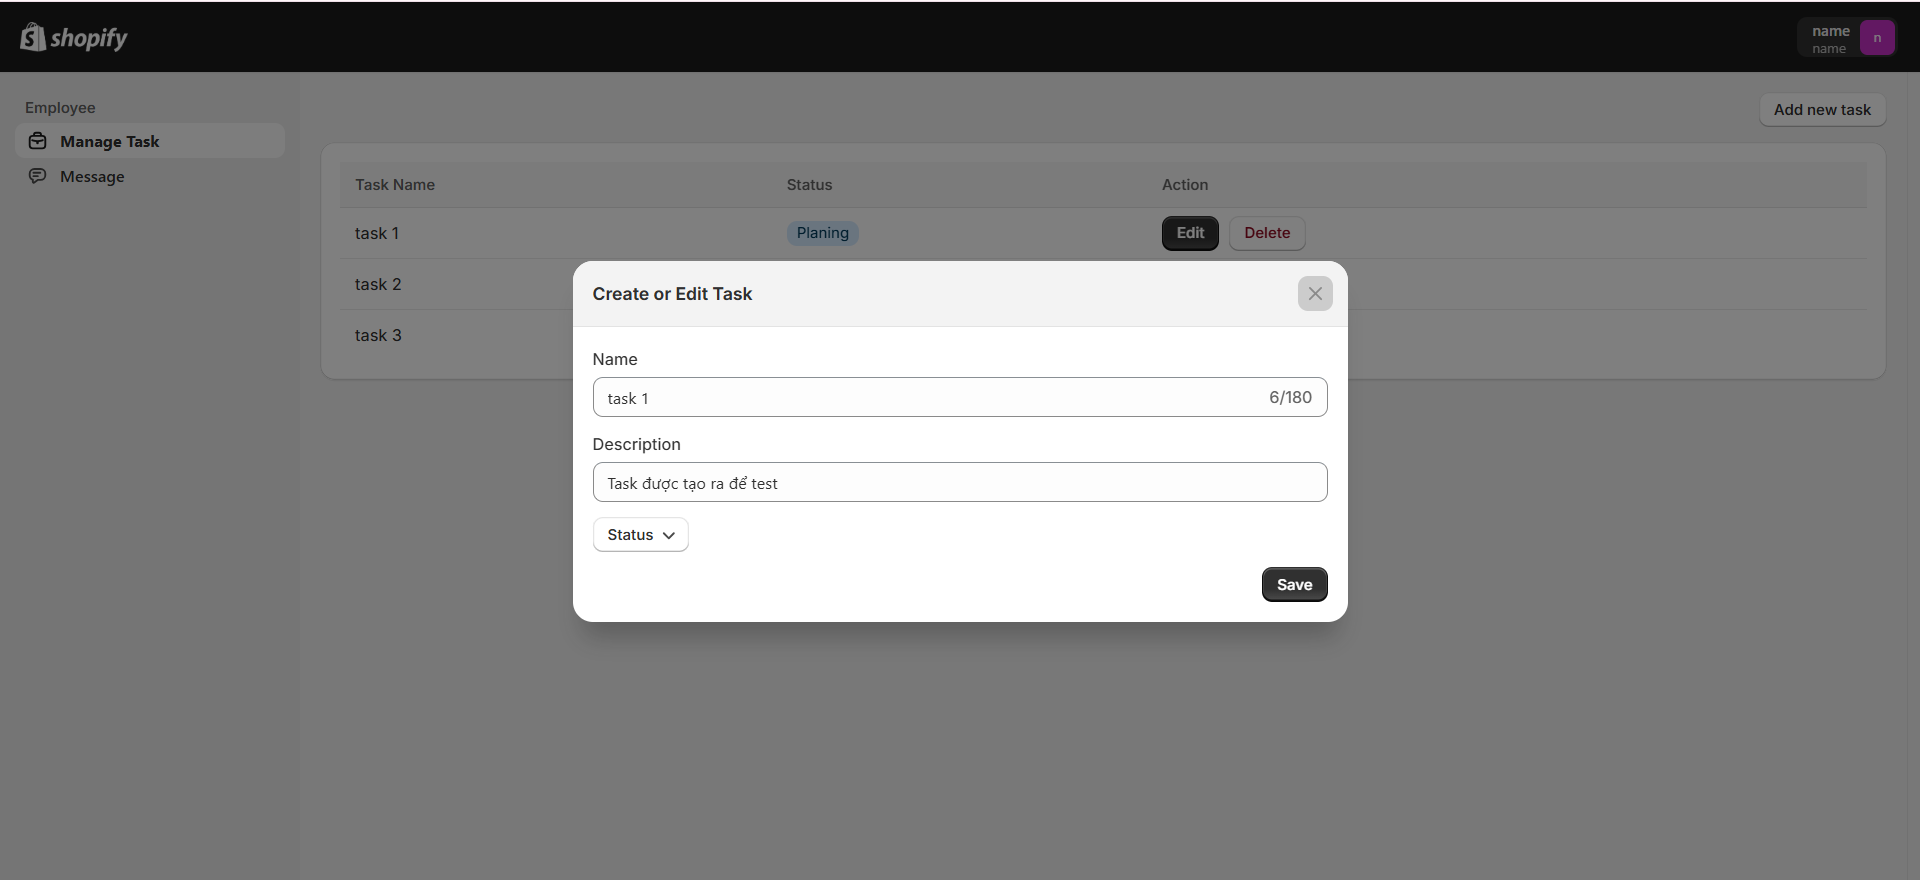 shopify
name
name
n
Employee
Manage Task
Message
Add new task
Task Name Status Action
task 1 Planing Edit Delete
task 2
task 3
Create or Edit Task
Name
task 1 6/180
Description
Task được tạo ra để test
Status
Save